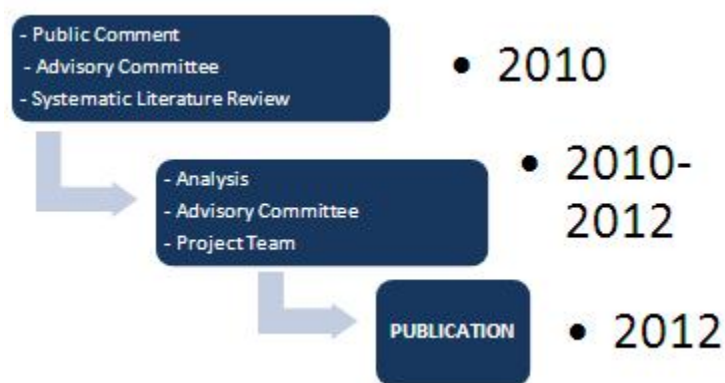 - Public Comment
- Advisory Committee
- Systematic Literature Review
• 2010
- Analysis
- Advisory Committee
- Project Team
• 2010-
2012
PUBLICATION
• 2012